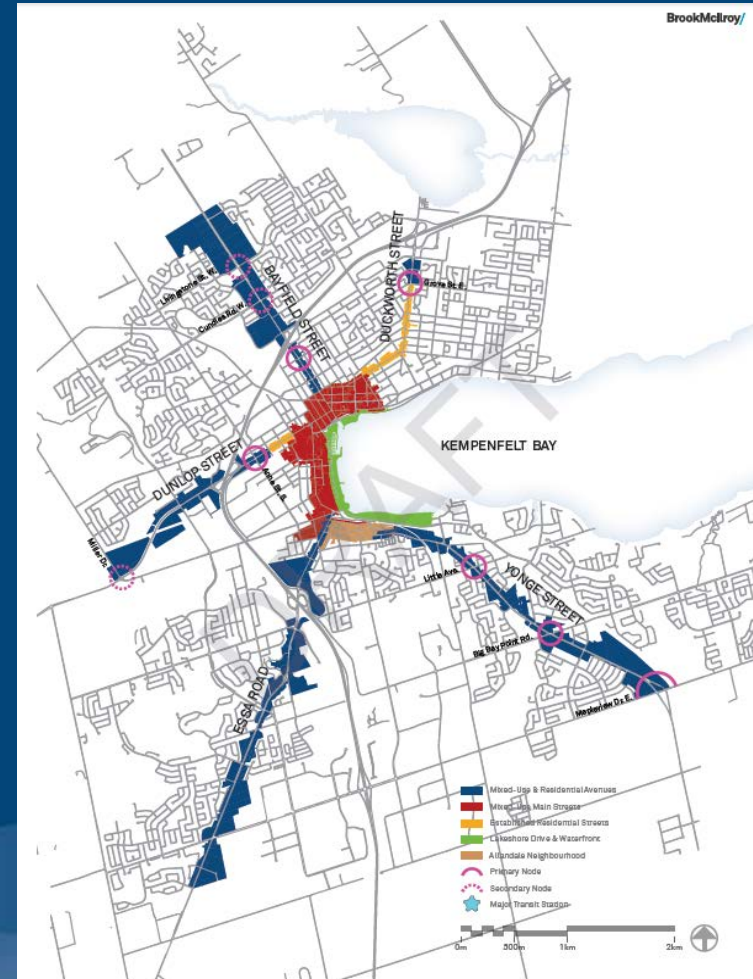 BrookMcIlroy/
DUCKWORTH STREET
Grove St. E.
BAYFIELD STREET
Livingstone St. W.
Cundles Rd. W.
KEMPENFELT BAY
DUNLOP STREET
Anne St. S.
Miller Dr.
DRAFT
Little Ave.
YONGE STREET
Big Bay Point Rd.
Mapleview Dr. E.
ESSA ROAD
Mixed-Use & Residential Avenues
Mixed-Use Main Streets
Established Residential Streets
Lakeshore Drive & Waterfront
Allandale Neighbourhood
Primary Node
Secondary Node
Major Transit Station
0m 500m 1km 2km